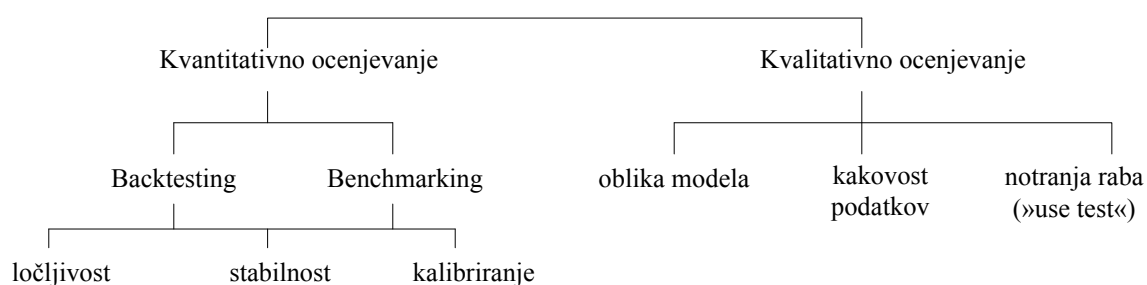 Kvantitativno ocenjevanje
Kvalitativno ocenjevanje
Backtesting
Benchmarking
oblika modela
kakovost
podatkov
notranja raba
(»use test«)
ločljivost
stabilnost
kalibriranje